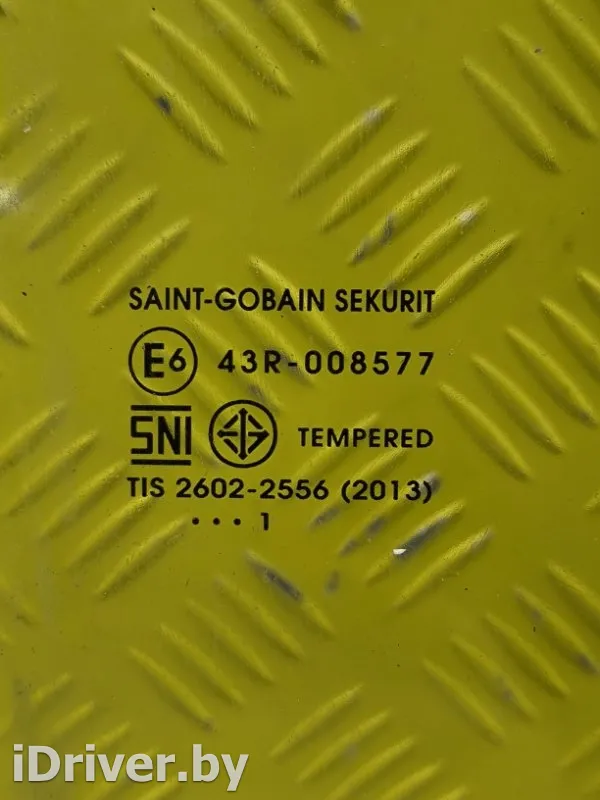 SAINT-GOBAIN SEKURIT
E6 43R-008577
SNI TEMPERED
TIS 2602-2556 (2013)
••• 1
iDriver.by